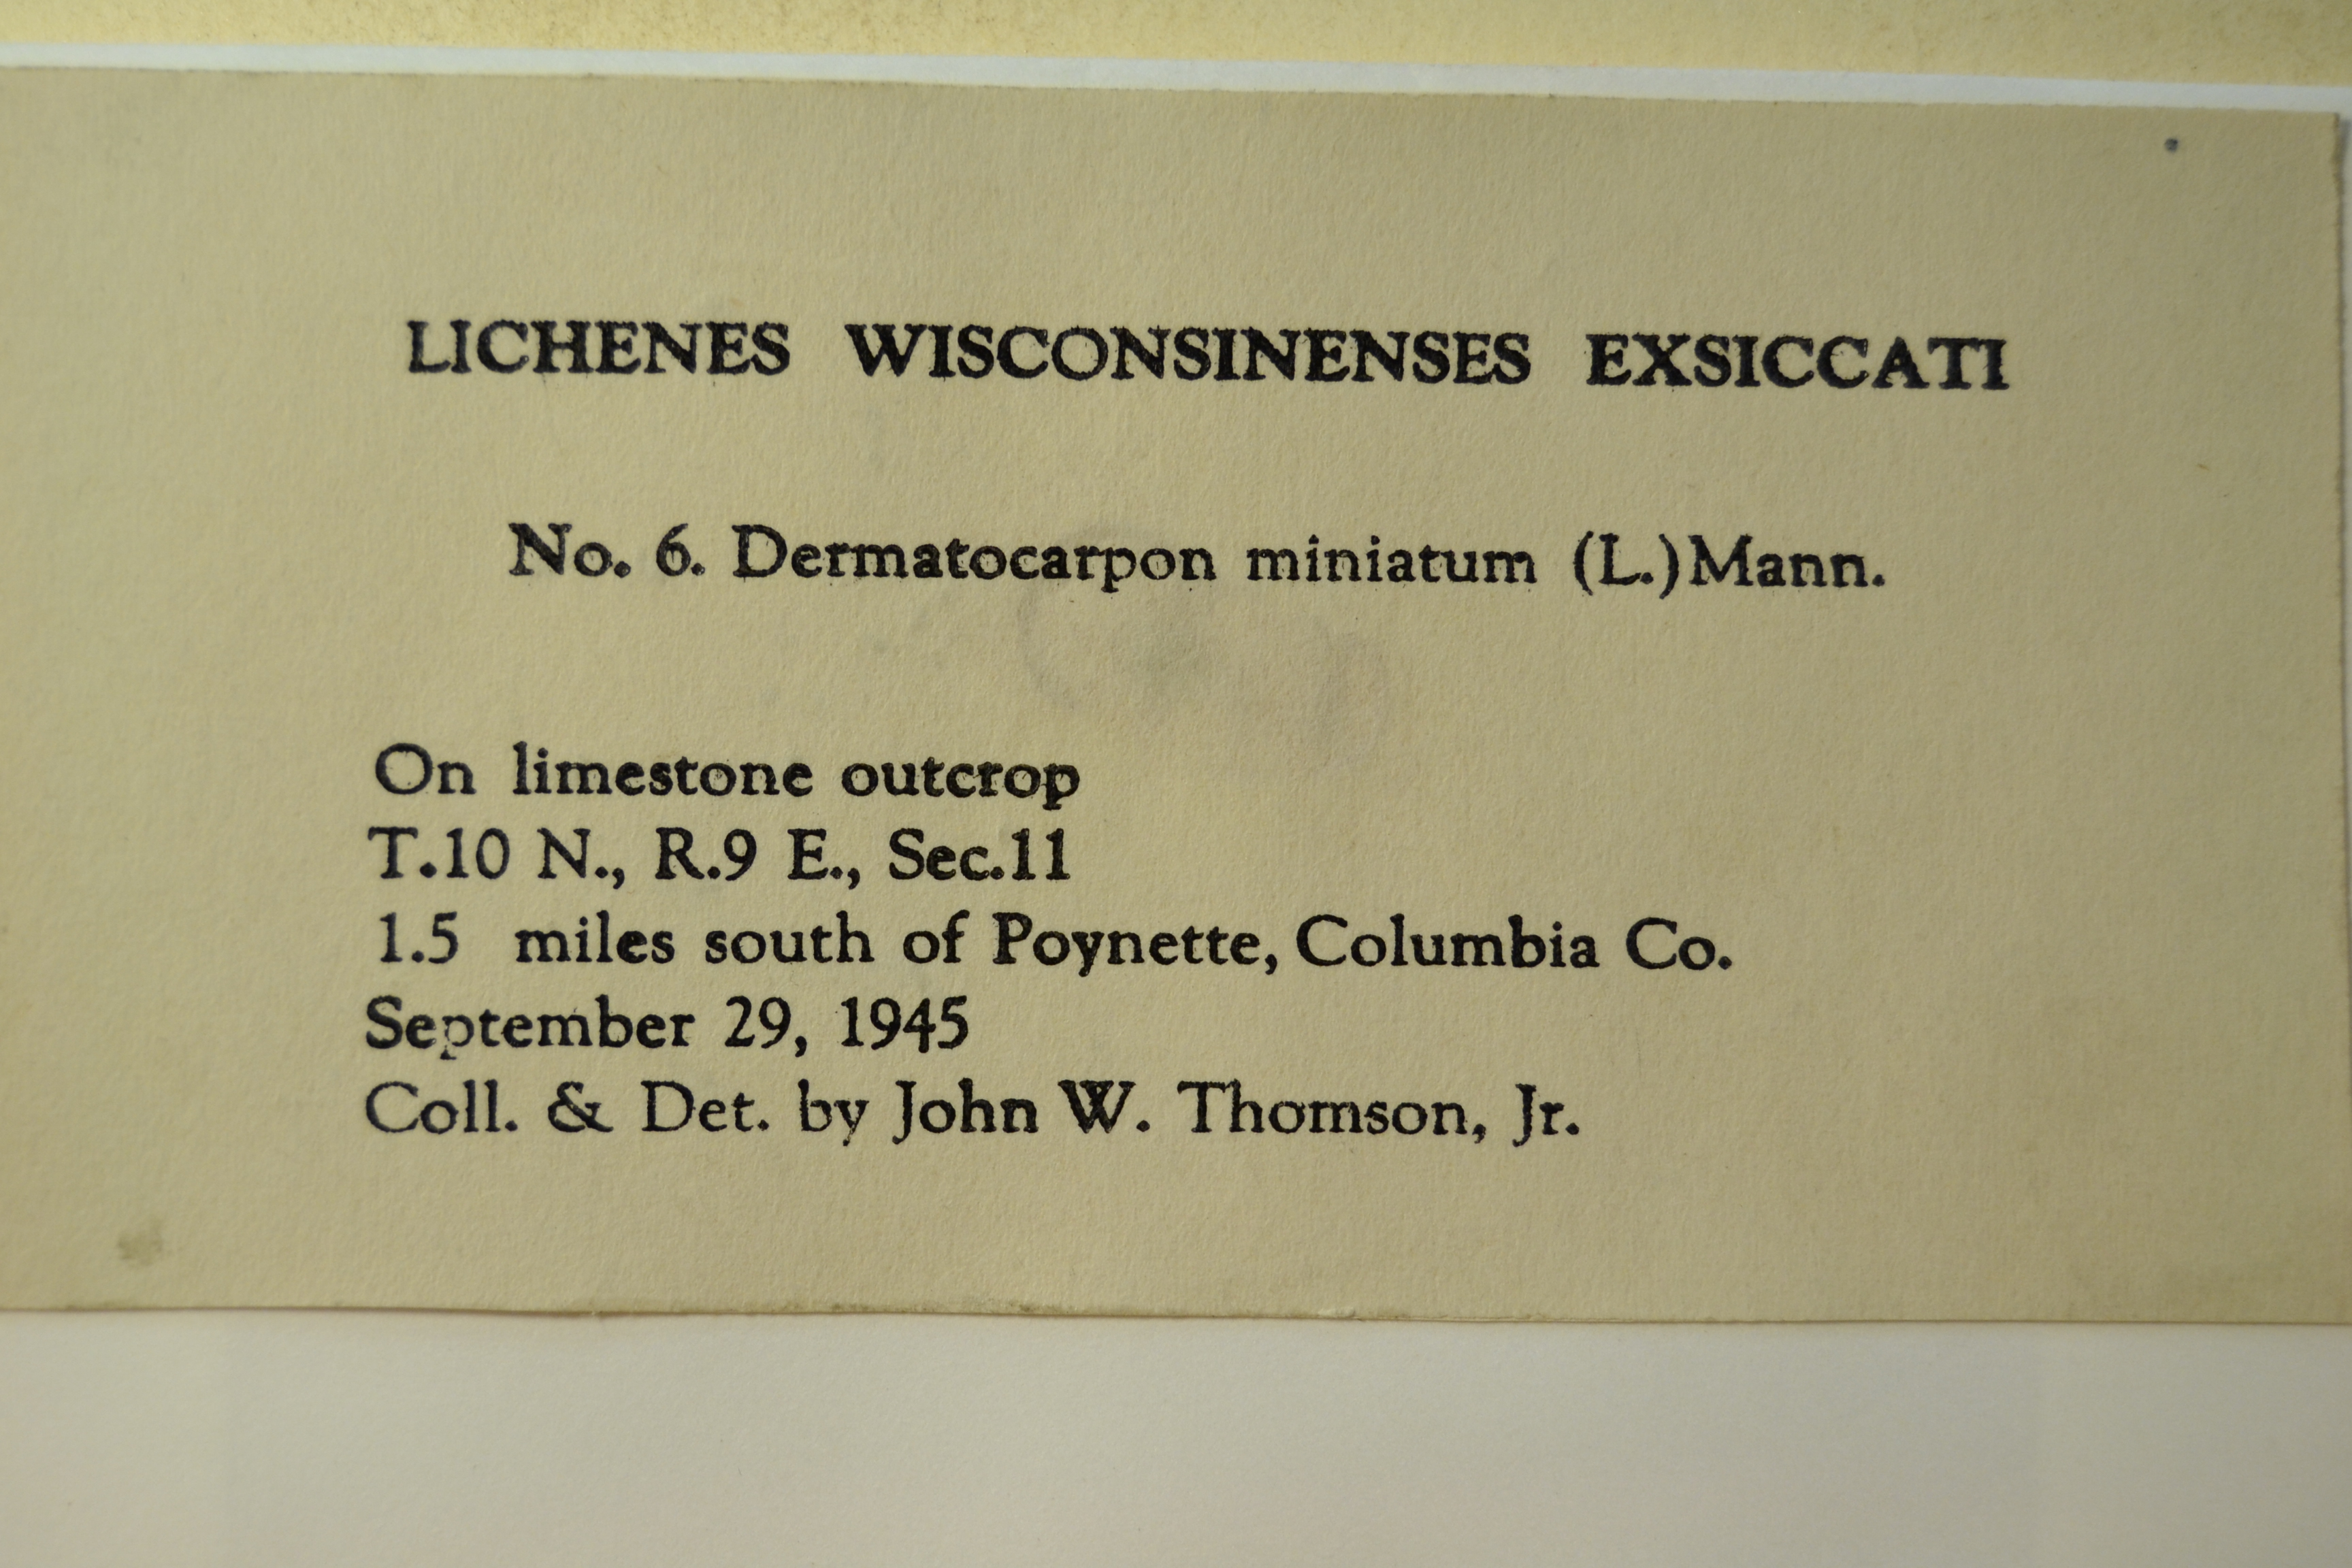 LICHENES WISCONSINENSES EXSICCATI
No. 6. Dermatocarpon miniatum (L.) Mann.
On limestone outcrop
T.10 N., R.9 E., Sec.11
1.5 miles south of Poynette, Columbia Co.
September 29, 1945
Coll. & Det. by John W. Thomson, Jr.